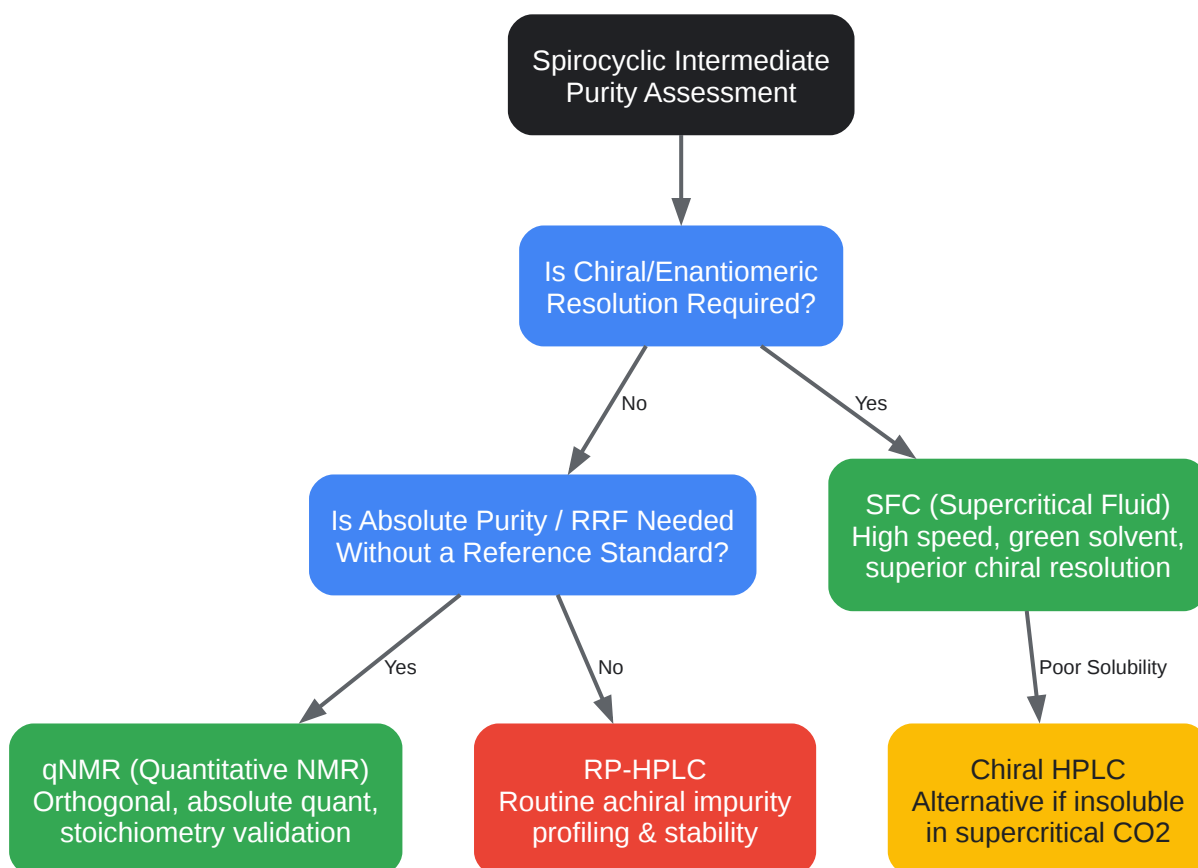 Spirocyclic Intermediate
Purity Assessment
Is Chiral/Enantiomeric
Resolution Required?
No
Yes
Is Absolute Purity / RRF Needed
Without a Reference Standard?
SFC (Supercritical Fluid)
High speed, green solvent,
superior chiral resolution
Yes
No
Poor Solubility
qNMR (Quantitative NMR)
Orthogonal, absolute quant,
stoichiometry validation
RP-HPLC
Routine achiral impurity
profiling & stability
Chiral HPLC
Alternative if insoluble
in supercritical CO2